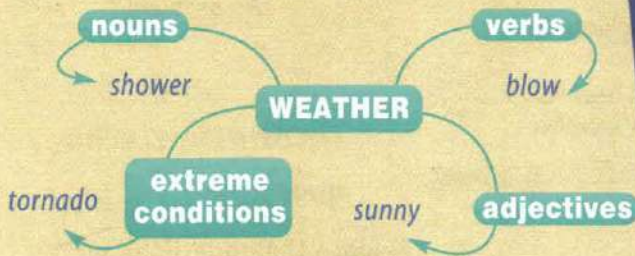 nouns
verbs
shower
blow
WEATHER
tornado
extreme
conditions
sunny
adjectives